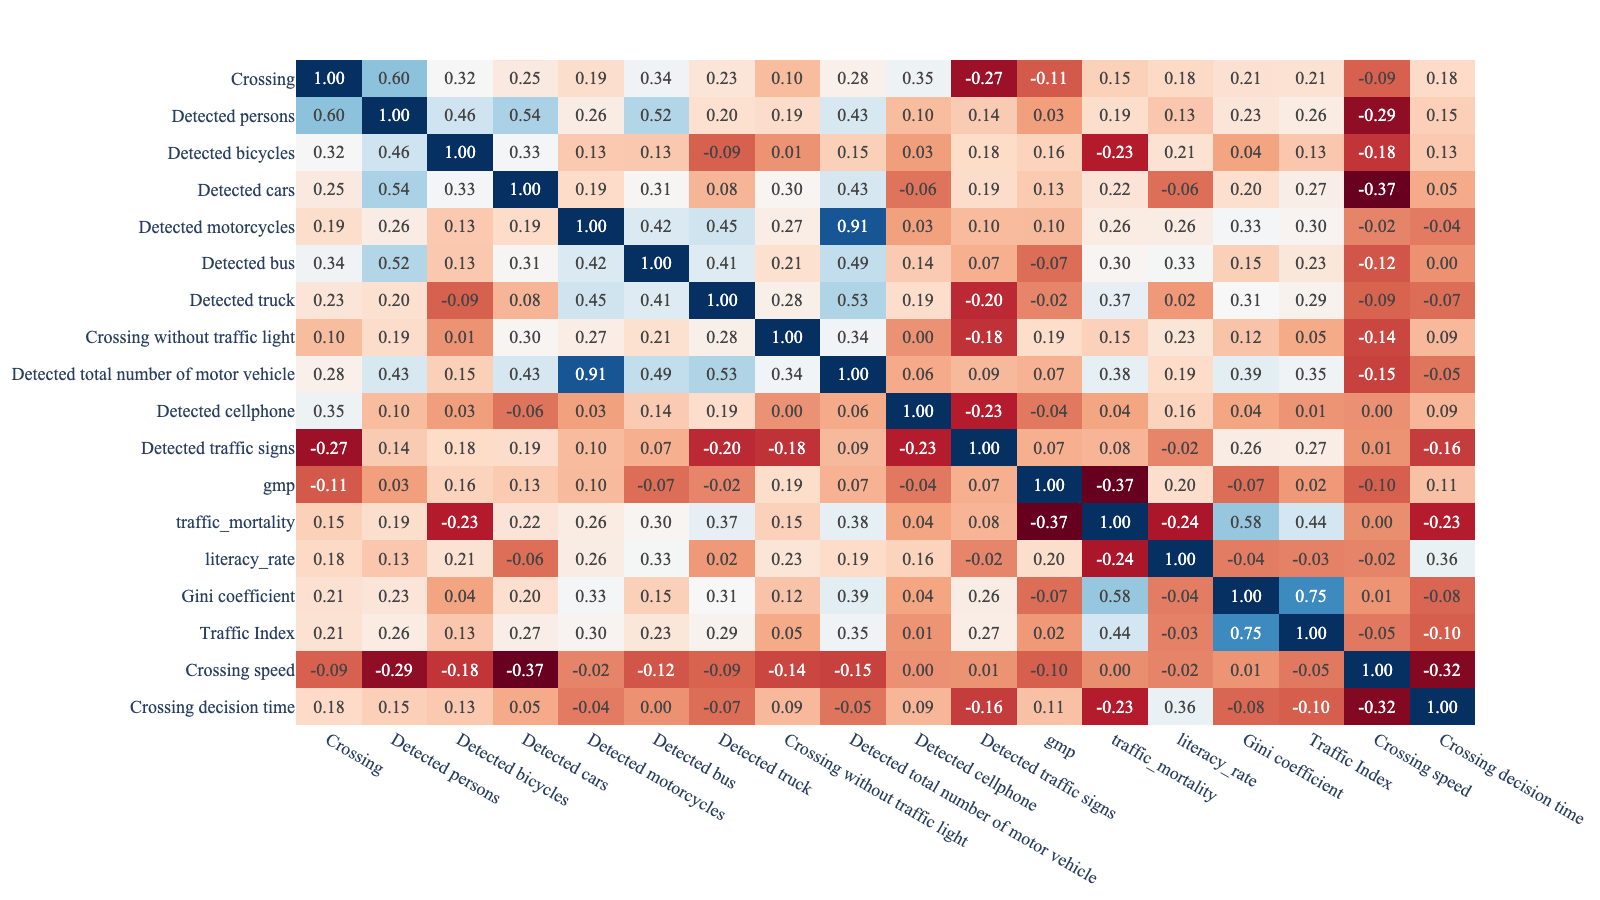 Crossing 1.00 0.60 0.32 0.25 0.19 0.34 0.23 0.10 0.28 0.35 -0.27 -0.11 0.15 0.18 0.21 0.21 -0.09 0.18
Detected persons 0.60 1.00 0.46 0.54 0.26 0.52 0.20 0.19 0.43 0.10 0.14 0.03 0.19 0.13 0.23 0.26 -0.29 0.15
Detected bicycles 0.32 0.46 1.00 0.33 0.13 0.13 -0.09 0.01 0.15 0.03 0.18 0.16 -0.23 0.21 0.04 0.13 -0.18 0.13
Detected cars 0.25 0.54 0.33 1.00 0.19 0.31 0.08 0.30 0.43 -0.06 0.19 0.13 0.22 -0.06 0.20 0.27 -0.37 0.05
Detected motorcycles 0.19 0.26 0.13 0.19 1.00 0.42 0.45 0.27 0.91 0.03 0.10 0.10 0.26 0.26 0.33 0.30 -0.02 -0.04
Detected bus 0.34 0.52 0.13 0.31 0.42 1.00 0.41 0.21 0.49 0.14 0.07 -0.07 0.30 0.33 0.15 0.23 -0.12 0.00
Detected truck 0.23 0.20 -0.09 0.08 0.45 0.41 1.00 0.28 0.53 0.19 -0.20 -0.02 0.37 0.02 0.31 0.29 -0.09 -0.07
Crossing without traffic light 0.10 0.19 0.01 0.30 0.27 0.21 0.28 1.00 0.34 0.00 -0.18 0.19 0.15 0.23 0.12 0.05 -0.14 0.09
Detected total number of motor vehicle 0.28 0.43 0.15 0.43 0.91 0.49 0.53 0.34 1.00 0.06 0.09 0.07 0.38 0.19 0.39 0.35 -0.15 -0.05
Detected cellphone 0.35 0.10 0.03 -0.06 0.03 0.14 0.19 0.00 0.06 1.00 -0.23 -0.04 0.04 0.16 0.04 0.01 0.00 0.09
Detected traffic signs -0.27 0.14 0.18 0.19 0.10 0.07 -0.20 -0.18 0.09 -0.23 1.00 0.07 0.08 -0.02 0.26 0.27 0.01 -0.16
gmp -0.11 0.03 0.16 0.13 0.10 -0.07 -0.02 0.19 0.07 -0.04 0.07 1.00 -0.37 0.20 -0.07 0.02 -0.10 0.11
traffic_mortality 0.15 0.19 -0.23 0.22 0.26 0.30 0.37 0.15 0.38 0.04 0.08 -0.37 1.00 -0.24 0.58 0.44 0.00 -0.23
literacy_rate 0.18 0.13 0.21 -0.06 0.26 0.33 0.02 0.23 0.19 0.16 -0.02 0.20 -0.24 1.00 -0.04 -0.03 -0.02 0.36
Gini coefficient 0.21 0.23 0.04 0.20 0.33 0.15 0.31 0.12 0.39 0.04 0.26 -0.07 0.58 -0.04 1.00 0.75 0.01 -0.08
Traffic Index 0.21 0.26 0.13 0.27 0.30 0.23 0.29 0.05 0.35 0.01 0.27 0.02 0.44 -0.03 0.75 1.00 -0.05 -0.10
Crossing speed -0.09 -0.29 -0.18 -0.37 -0.02 -0.12 -0.09 -0.14 -0.15 0.00 0.01 -0.10 0.00 -0.02 0.01 -0.05 1.00 -0.32
Crossing decision time 0.18 0.15 0.13 0.05 -0.04 0.00 -0.07 0.09 -0.05 0.09 -0.16 0.11 -0.23 0.36 -0.08 -0.10 -0.32 1.00
Crossing
Detected persons
Detected bicycles
Detected cars
Detected motorcycles
Detected bus
Detected truck
Crossing without traffic light
Detected total number of motor vehicle
Detected cellphone
Detected traffic signs
gmp
traffic_mortality
literacy_rate
Gini coefficient
Traffic Index
Crossing speed
Crossing decision time